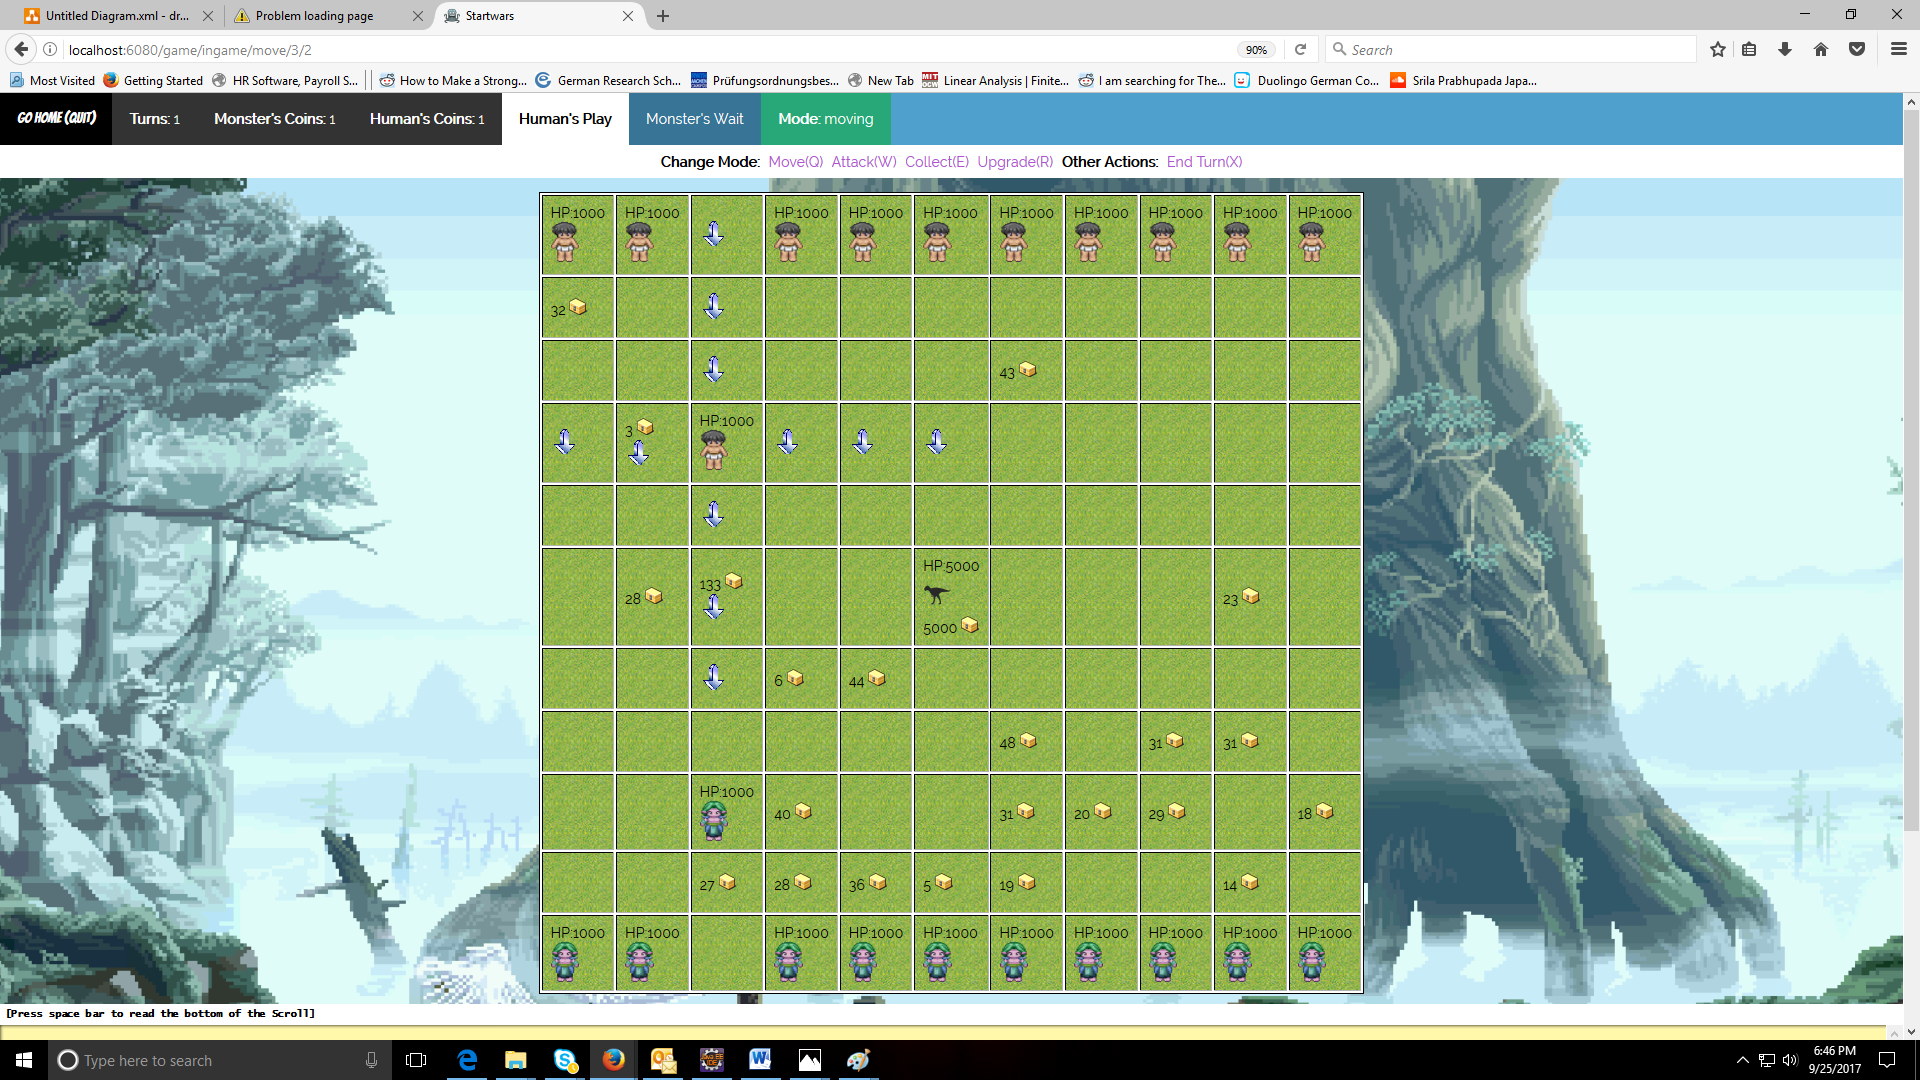 Untitled Diagram.xml - dr...
Problem loading page
Startwars
localhost:6080/game/ingame/move/3/2
90%
Search
Most Visited Getting Started HR Software, Payroll S... How to Make a Strong... German Research Sch... Prüfungsordnungsbes... New Tab Linear Analysis | Finite... I am searching for The... Duolingo German Co... Srila Prabhupada Japa...
GO HOME (QUIT) Turns: 1 Monster's Coins: 1 Human's Coins: 1 Human's Play Monster's Wait Mode: moving
Change Mode: Move(Q) Attack(W) Collect(E) Upgrade(R) Other Actions: End Turn(X)
HP:1000 HP:1000 HP:1000 HP:1000 HP:1000 HP:1000 HP:1000 HP:1000 HP:1000 HP:1000
32
43
3 HP:1000
28 133 HP:5000 23
5000
6 44
48 31 31
HP:1000 40 31 20 29 18
27 28 36 5 19 14
HP:1000 HP:1000 HP:1000 HP:1000 HP:1000 HP:1000 HP:1000 HP:1000 HP:1000 HP:1000
[Press space bar to read the bottom of the Scroll]
Type here to search
6:46 PM
9/25/2017